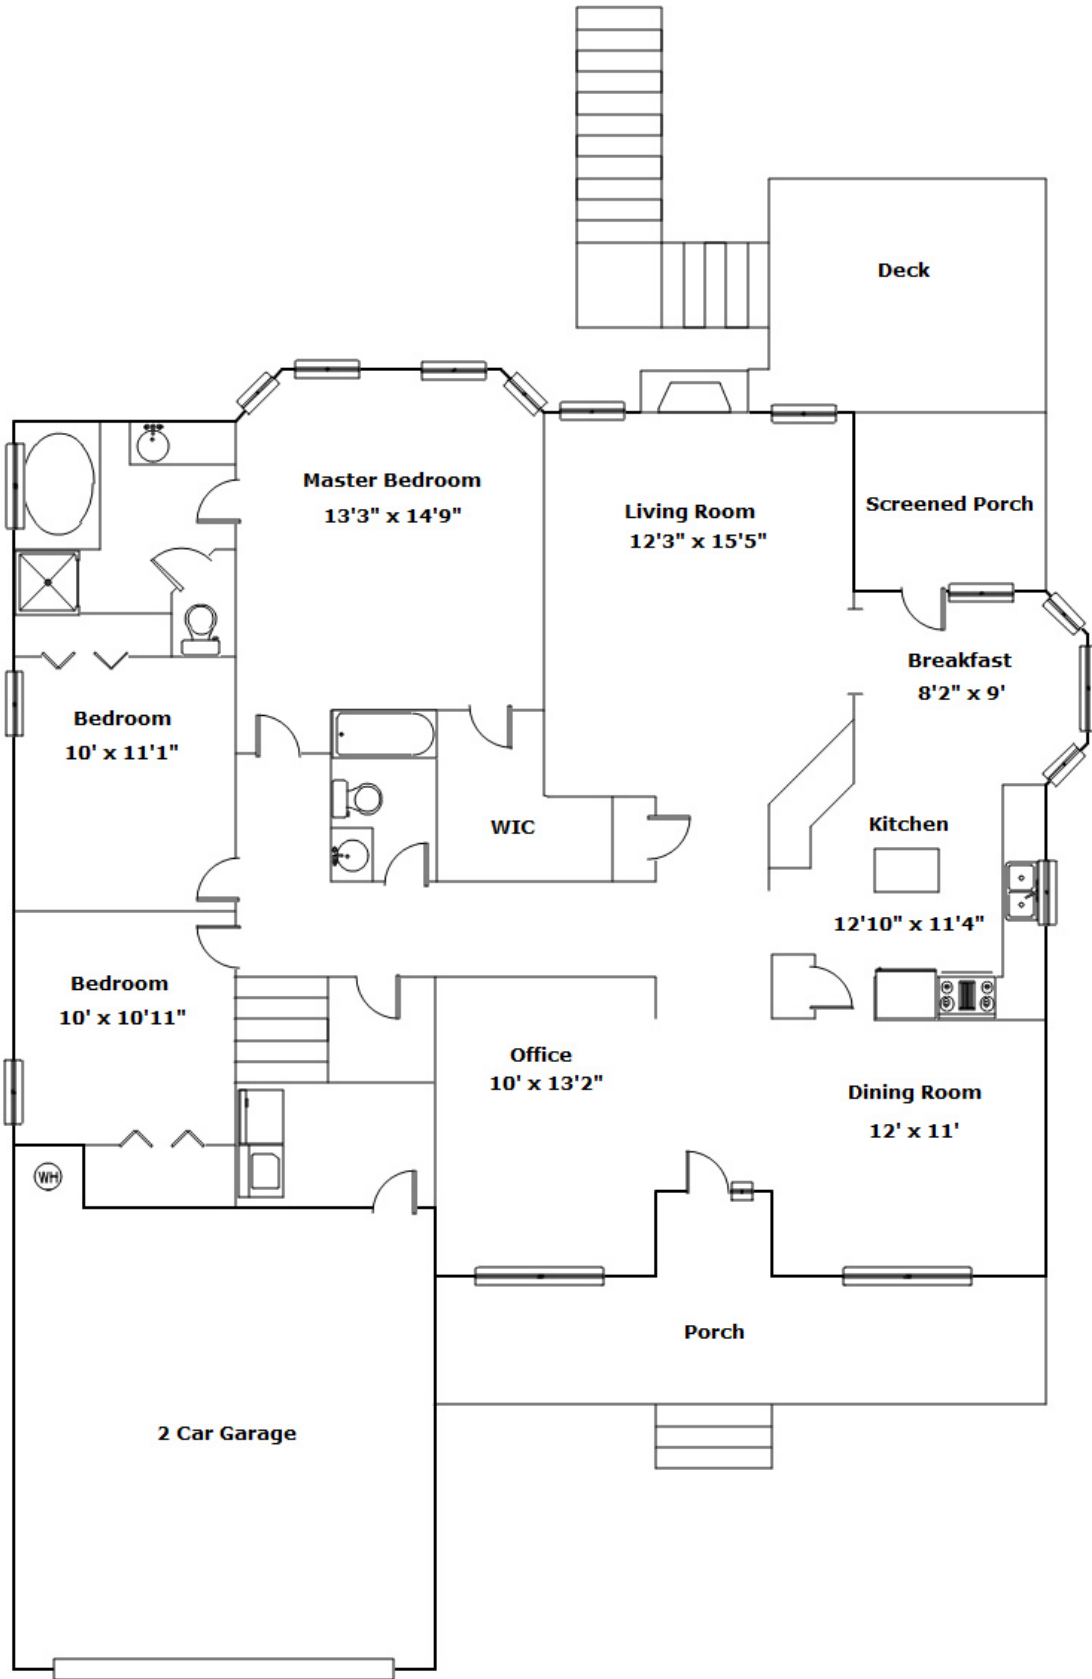 Deck
Master Bedroom
13'3" x 14'9"
Living Room
12'3" x 15'5"
Screened Porch
Breakfast
8'2" x 9'
Bedroom
10' x 11'1"
WIC
Kitchen
12'10" x 11'4"
Bedroom
10' x 10'11"
Office
10' x 13'2"
Dining Room
12' x 11'
WH
Porch
2 Car Garage